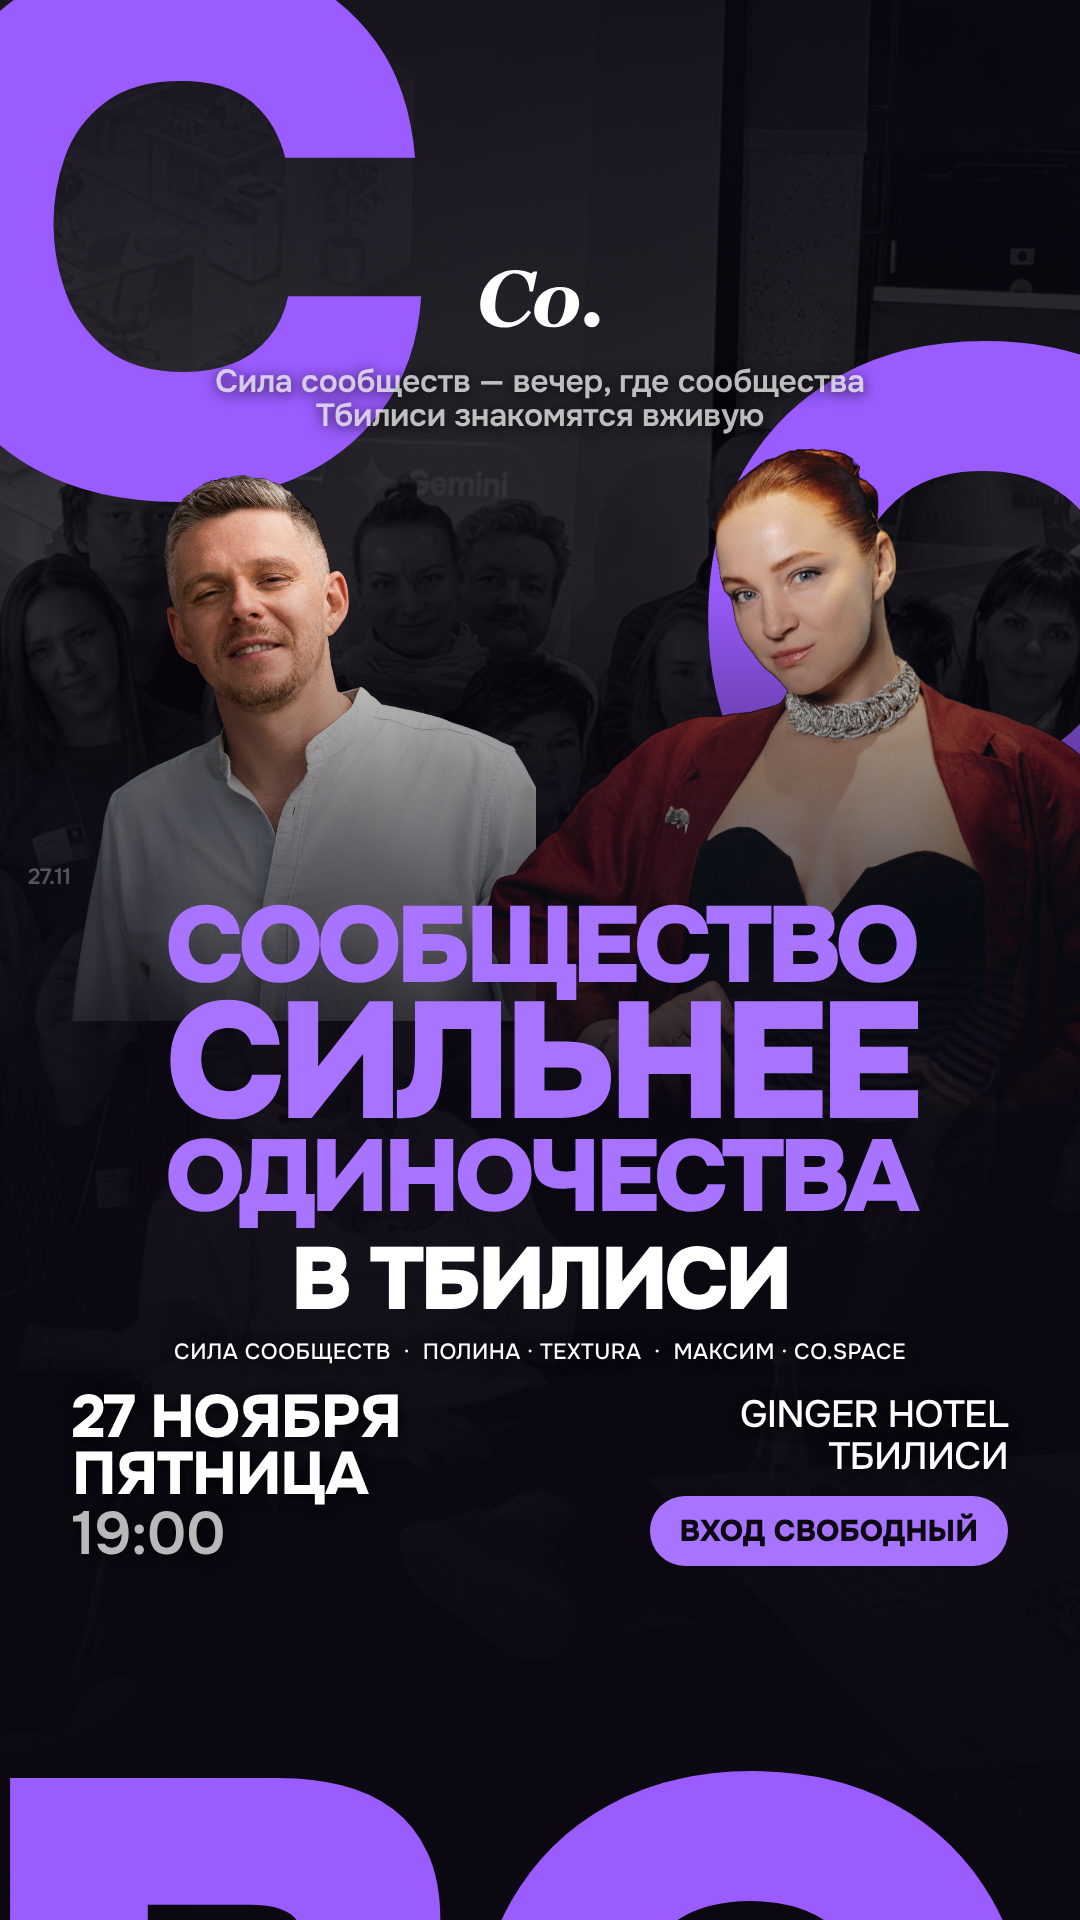 Co.
Сила сообществ — вечер, где сообщества
Тбилиси знакомятся вживую
Gemini
27.11
СООБЩЕСТВО
СИЛЬНЕЕ
ОДИНОЧЕСТВА
В ТБИЛИСИ
СИЛА СООБЩЕСТВ · ПОЛИНА · TEXTURA · МАКСИМ · CO.SPACE
27 НОЯБРЯ
ПЯТНИЦА
19:00
GINGER HOTEL
ТБИЛИСИ
ВХОД СВОБОДНЫЙ